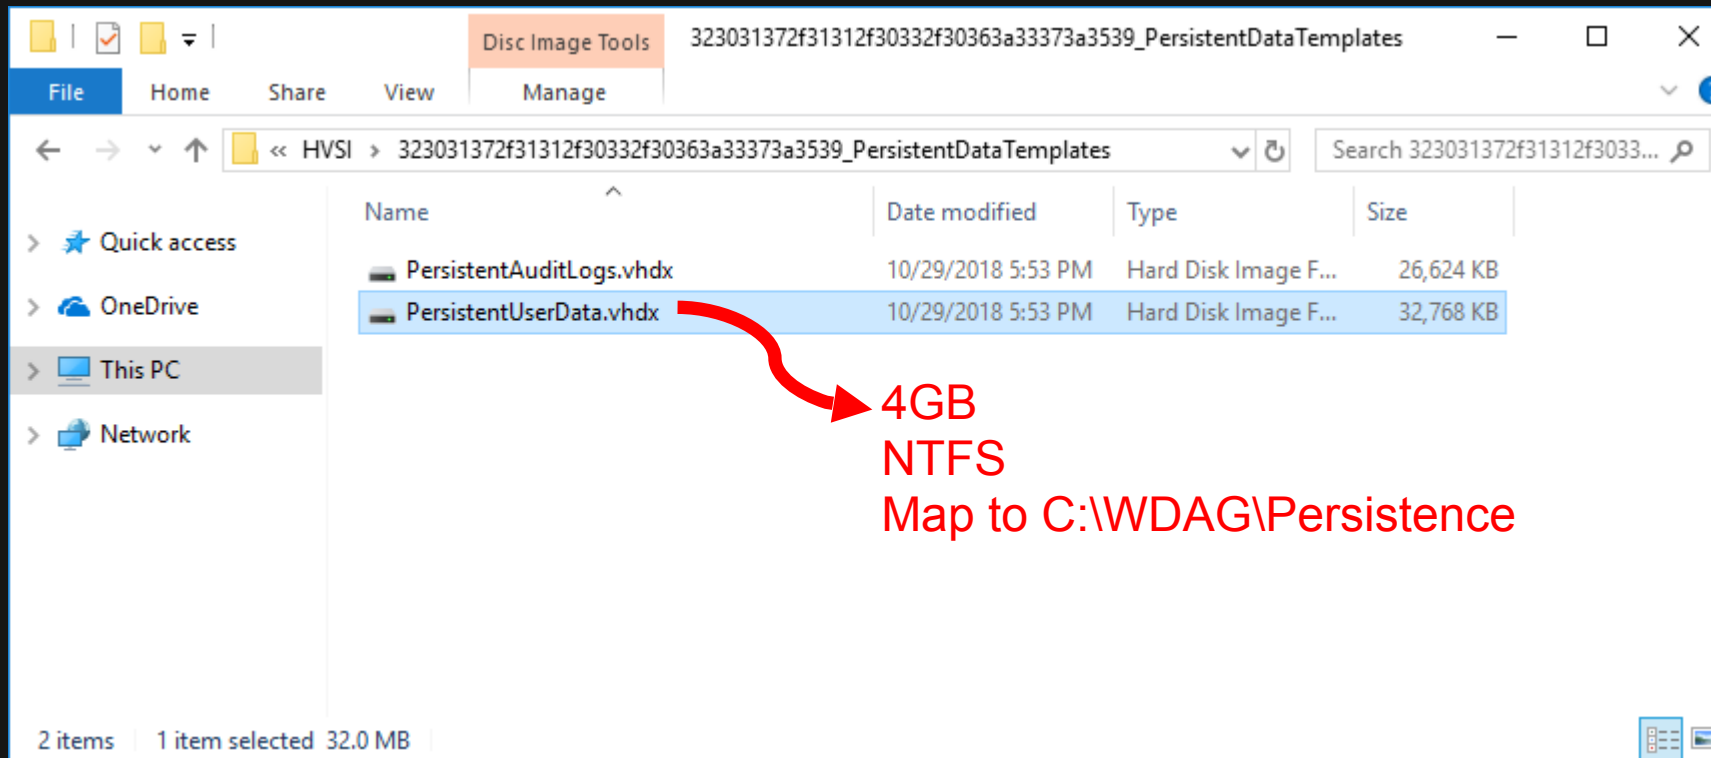 Disc Image Tools
323031372f31312f30332f30363a33373a3539_PersistentDataTemplates
File Home Share View Manage
« HVSI > 323031372f31312f30332f30363a33373a3539_PersistentDataTemplates
Search 323031372f31312f3033...
Name Date modified Type Size
Quick access
OneDrive
This PC
Network
PersistentAuditLogs.vhdx 10/29/2018 5:53 PM Hard Disk Image F... 26,624 KB
PersistentUserData.vhdx 10/29/2018 5:53 PM Hard Disk Image F... 32,768 KB
4GB
NTFS
Map to C:\WDAG\Persistence
2 items 1 item selected 32.0 MB